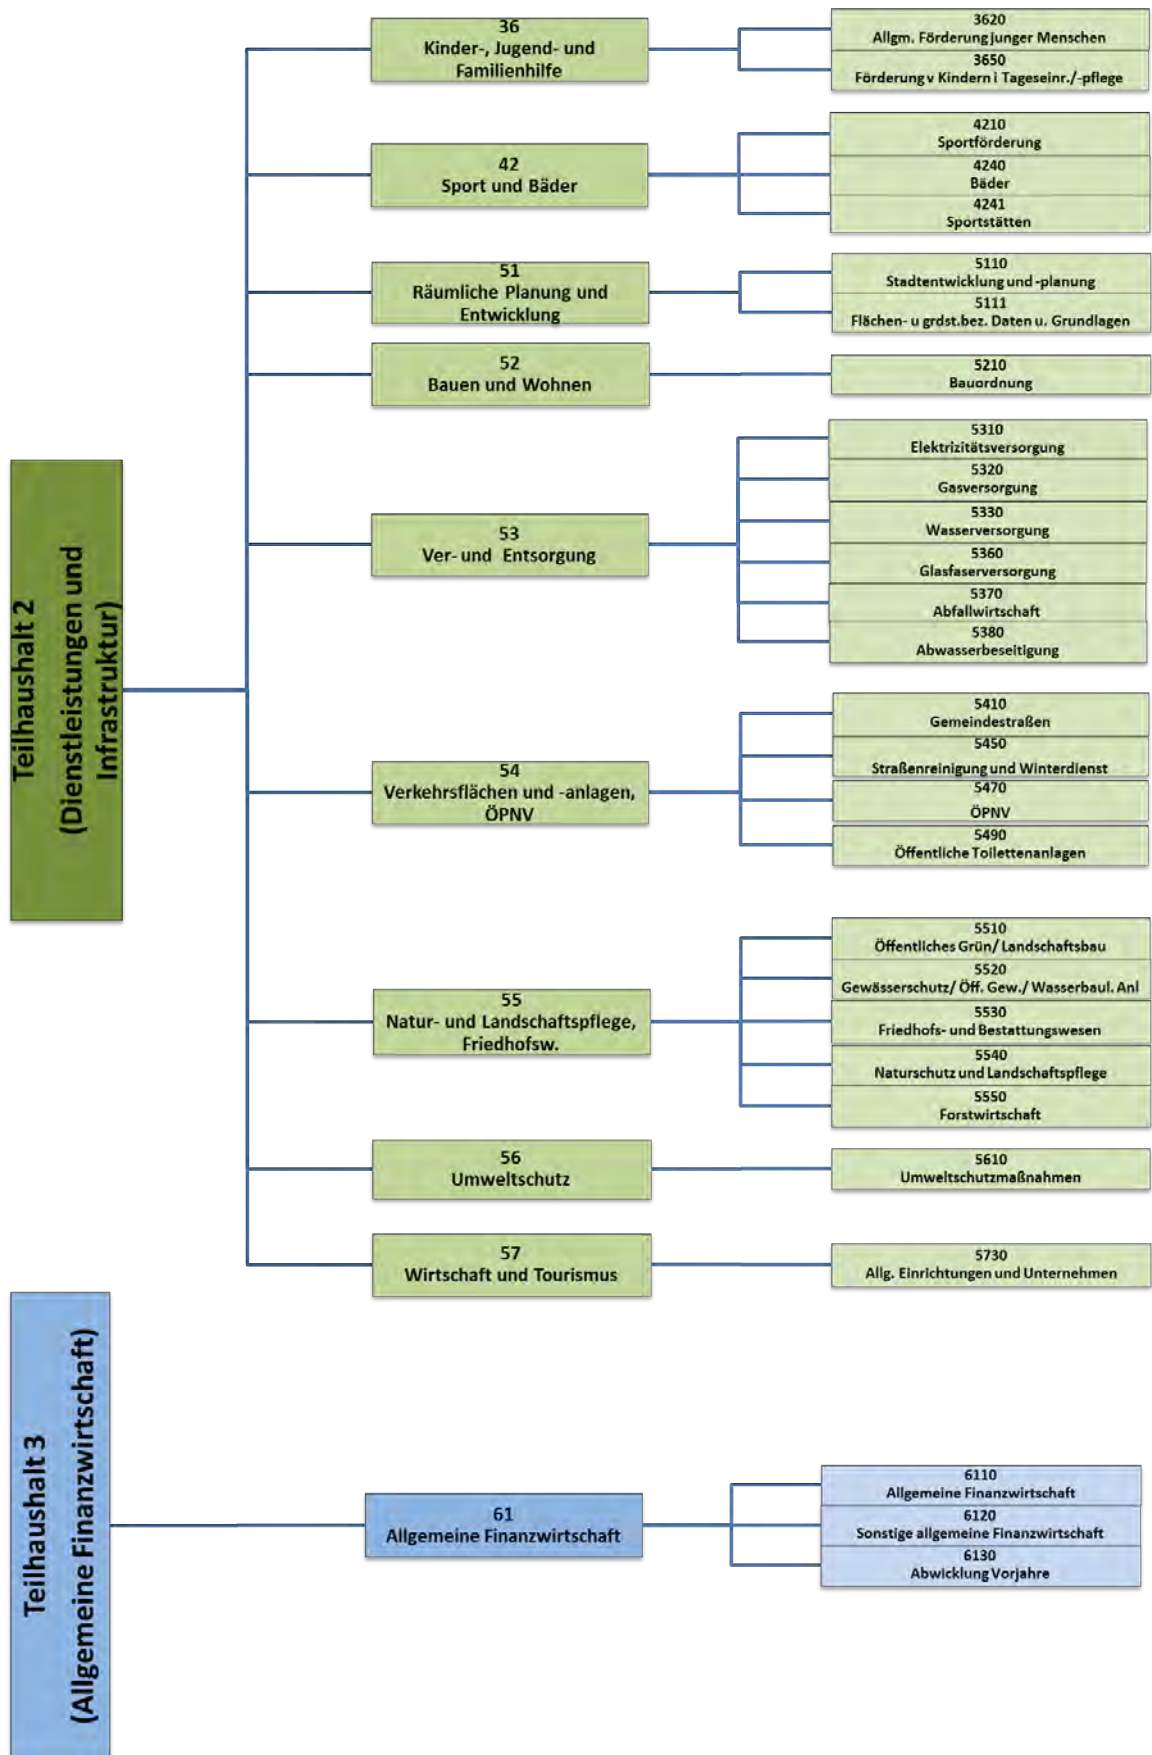 Teilhaushalt 2
(Dienstleistungen und
Infrastruktur)
36
Kinder-, Jugend- und
Familienhilfe
3620
Allgm. Förderung junger Menschen
3650
Förderung v Kindern i Tageseinr./-pflege
42
Sport und Bäder
4210
Sportförderung
4240
Bäder
4241
Sportstätten
51
Räumliche Planung und
Entwicklung
5110
Stadtentwicklung und -planung
5111
Flächen- u grdst.bez. Daten u. Grundlagen
52
Bauen und Wohnen
5210
Bauordnung
53
Ver- und Entsorgung
5310
Elektrizitätsversorgung
5320
Gasversorgung
5330
Wasserversorgung
5360
Glasfaserversorgung
5370
Abfallwirtschaft
5380
Abwasserbeseitigung
54
Verkehrsflächen und -anlagen,
ÖPNV
5410
Gemeindestraßen
5450
Straßenreinigung und Winterdienst
5470
ÖPNV
5490
Öffentliche Toilettenanlagen
55
Natur- und Landschaftspflege,
Friedhofsw.
5510
Öffentliches Grün/ Landschaftsbau
5520
Gewässerschutz/ Öff. Gew./ Wasserbaul. Anl
5530
Friedhofs- und Bestattungswesen
5540
Naturschutz und Landschaftspflege
5550
Forstwirtschaft
56
Umweltschutz
5610
Umweltschutzmaßnahmen
57
Wirtschaft und Tourismus
5730
Allg. Einrichtungen und Unternehmen
Teilhaushalt 3
(Allgemeine Finanzwirtschaft)
61
Allgemeine Finanzwirtschaft
6110
Allgemeine Finanzwirtschaft
6120
Sonstige allgemeine Finanzwirtschaft
6130
Abwicklung Vorjahre